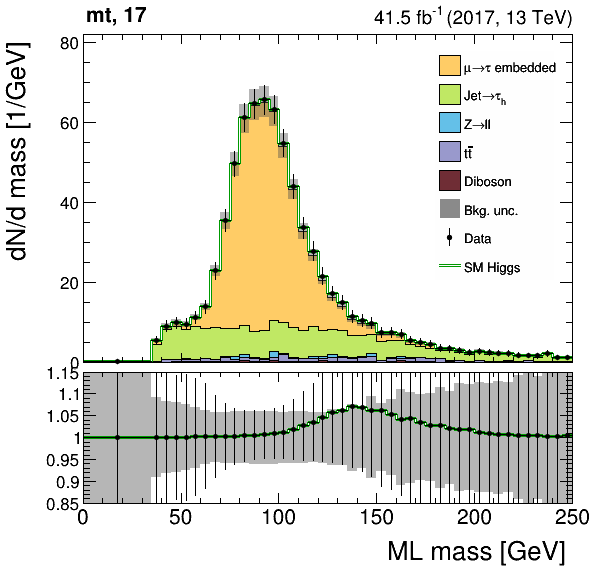 mt, 17
41.5 fb⁻¹ (2017, 13 TeV)
dN/d mass [1/GeV]
80
60
40
20
0
μ→τ embedded
Jet→τₕ
Z→ll
tt̅
Diboson
Bkg. unc.
Data
SM Higgs
1.15
1.1
1.05
1
0.95
0.9
0.85
0 50 100 150 200 250
ML mass [GeV]